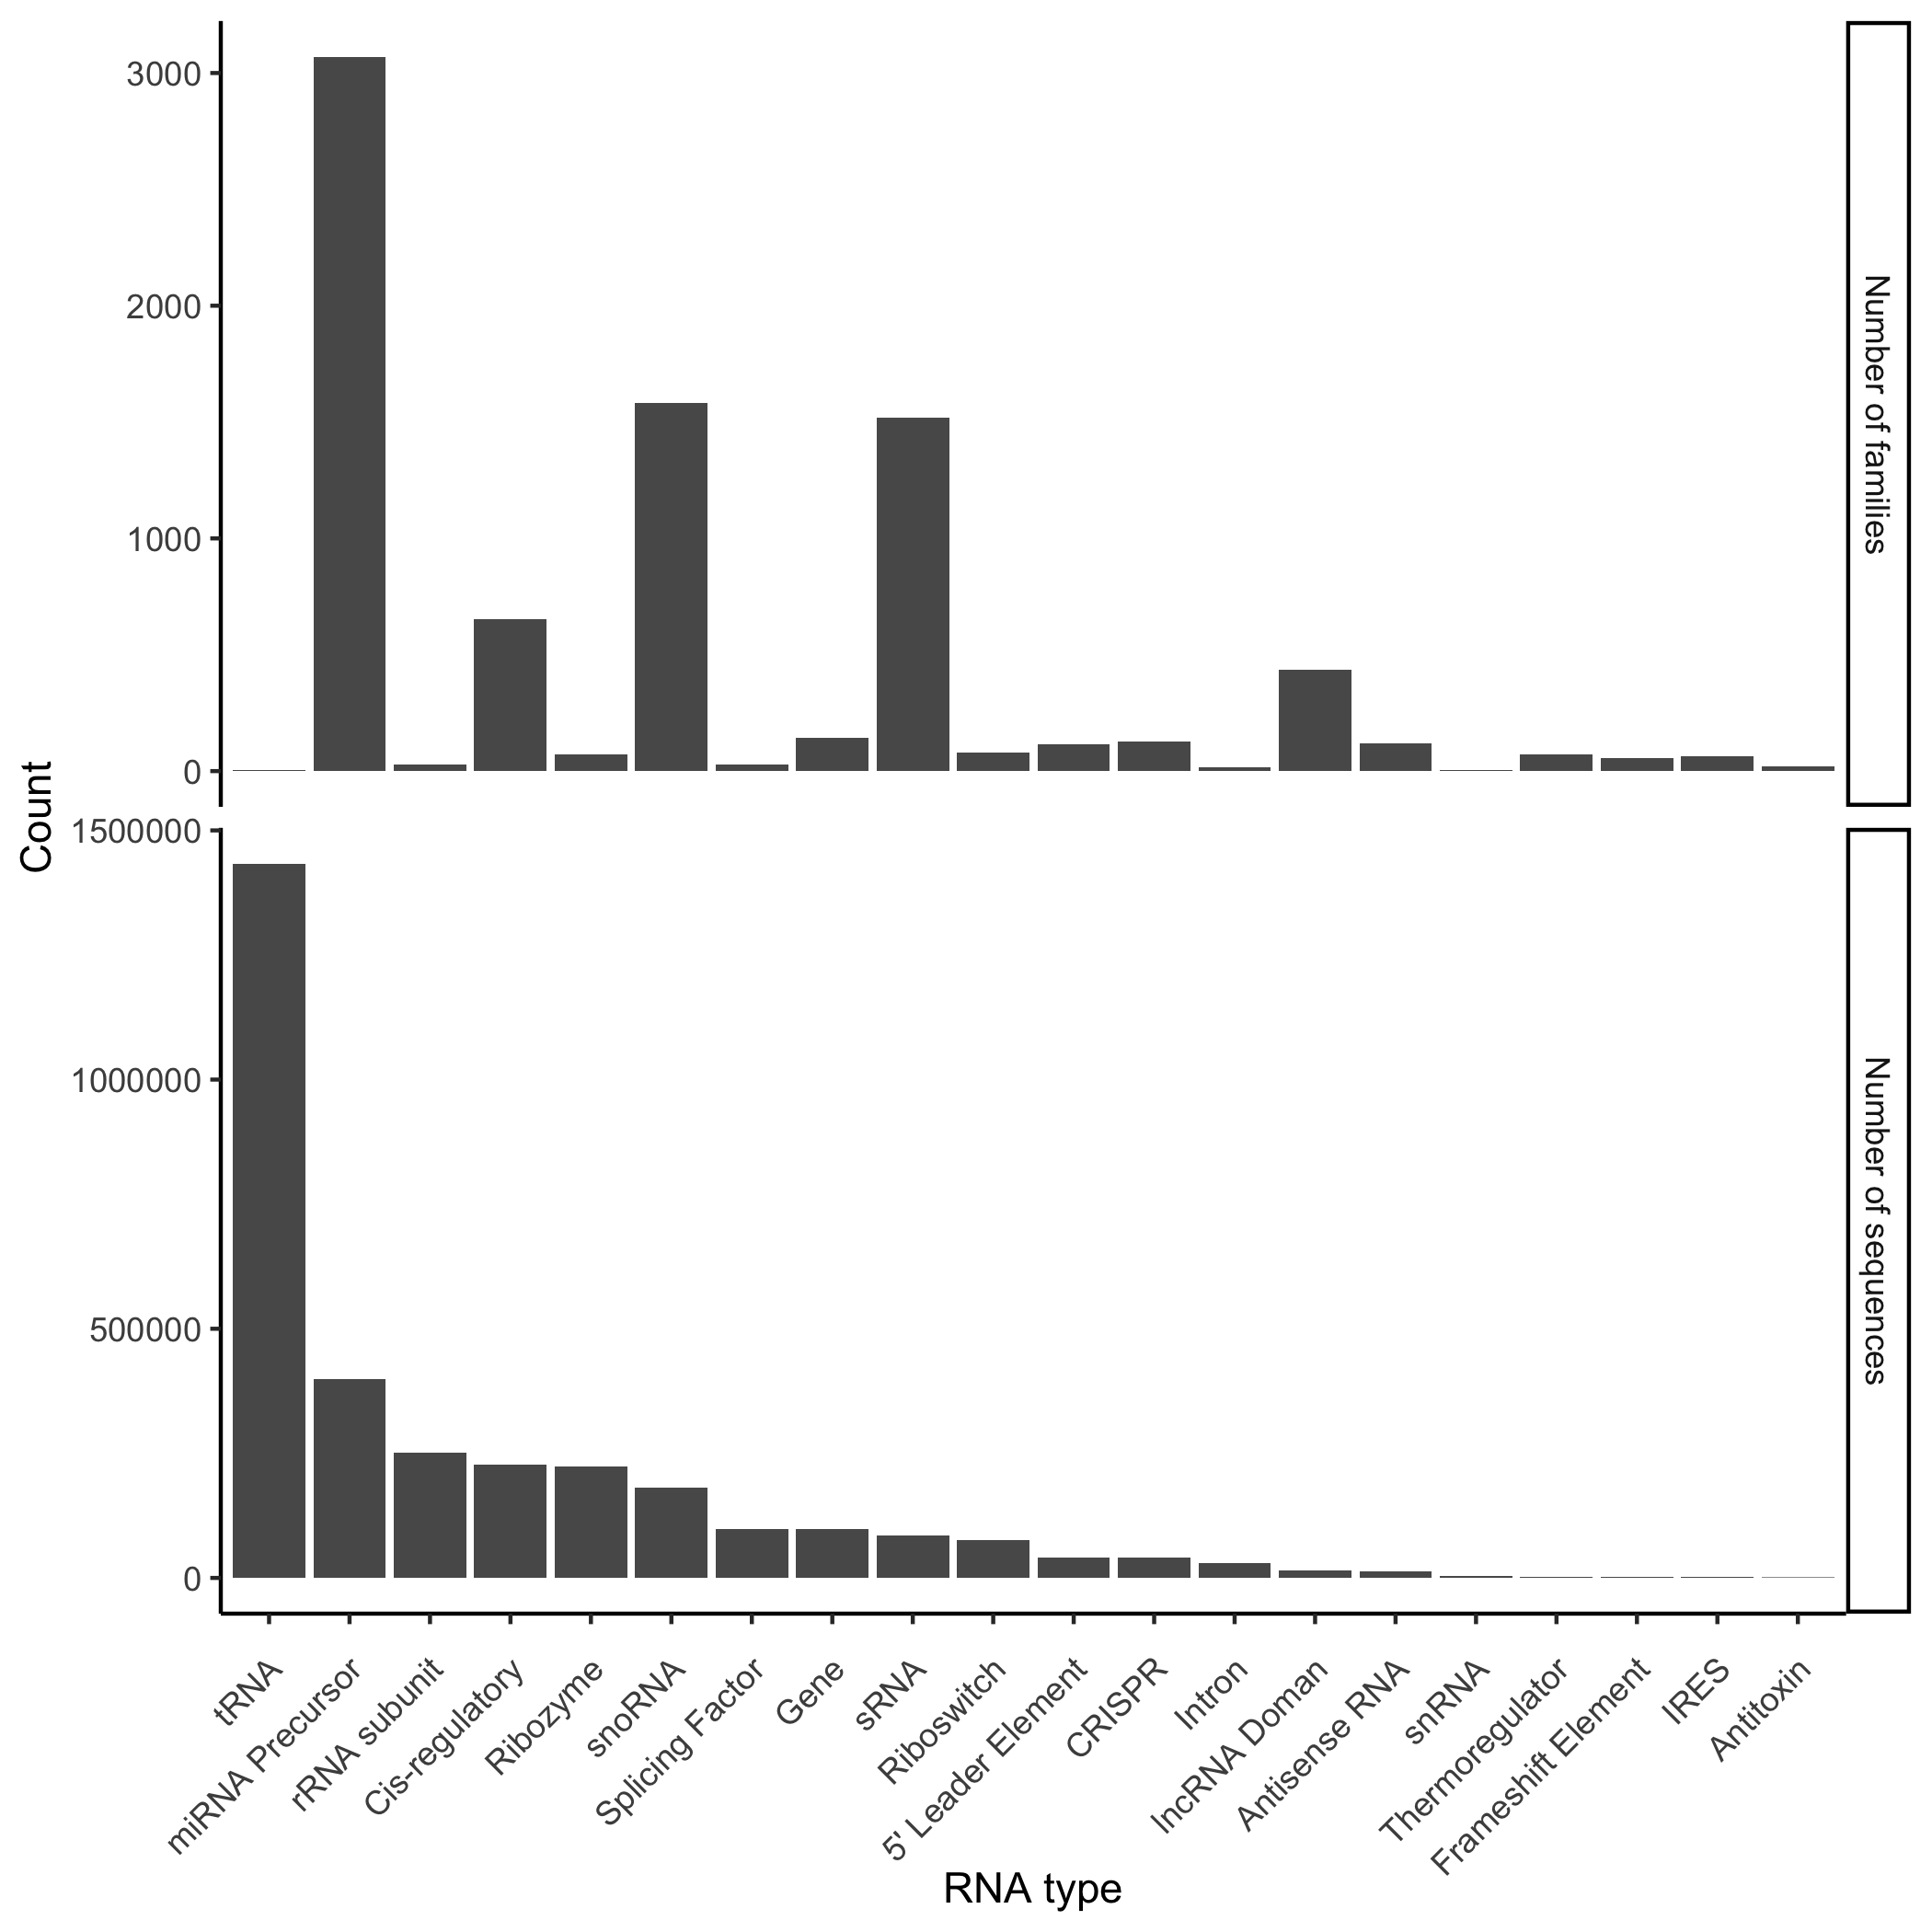 Count
3000
2000
1000
0
Number of families
1500000
1000000
500000
0
Number of sequences
tRNA
miRNA Precursor
rRNA subunit
Cis-regulatory
Ribozyme
snoRNA
Splicing Factor
Gene
sRNA
Riboswitch
5' Leader Element
CRISPR
Intron
lncRNA Doman
Antisense RNA
snRNA
Thermoregulator
Frameshift Element
IRES
Antitoxin
RNA type